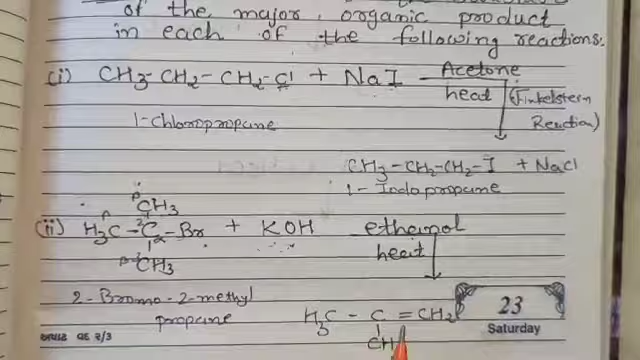 of the major organic product
in each of the following reactions.
(i) CH3-CH2-CH2-Cl + NaI Acetone
heat (Finkelstein
Reaction)
1-Chloropropane
CH3-CH2-CH2-I + NaCl
1-Iodopropane
CH3
(ii) H3C-C-Br + KOH ethanol
heat
α
β CH3
2-Bromo-2-methyl
propane
H3C - C = CH2
CH
23
Saturday